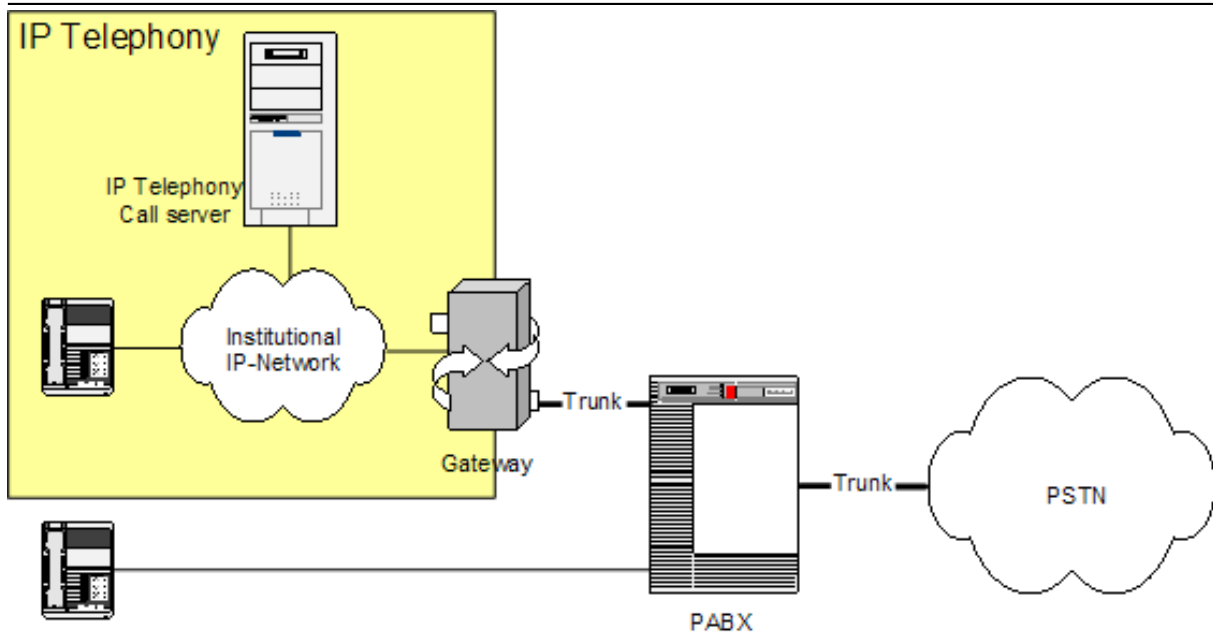 IP Telephony
IP Telephony
Call server
Institutional
IP-Network
Trunk
Gateway
Trunk
PSTN
PABX